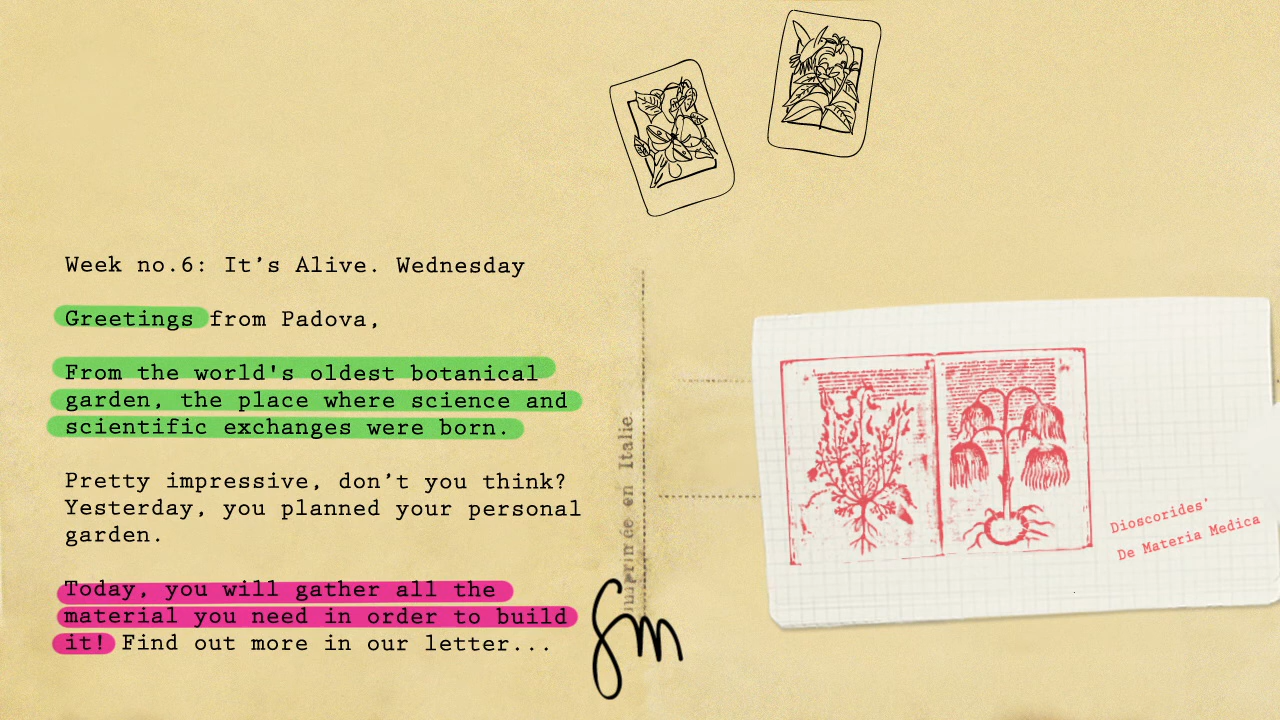 Week no.6: It's Alive. Wednesday
Greetings from Padova,
From the world's oldest botanical
garden, the place where science and
scientific exchanges were born.
Pretty impressive, don't you think?
Yesterday, you planned your personal
garden.
Today, you will gather all the
material you need in order to build
it! Find out more in our letter...
Imprimée en Italie
Sm
Dioscorides'
De Materia Medica